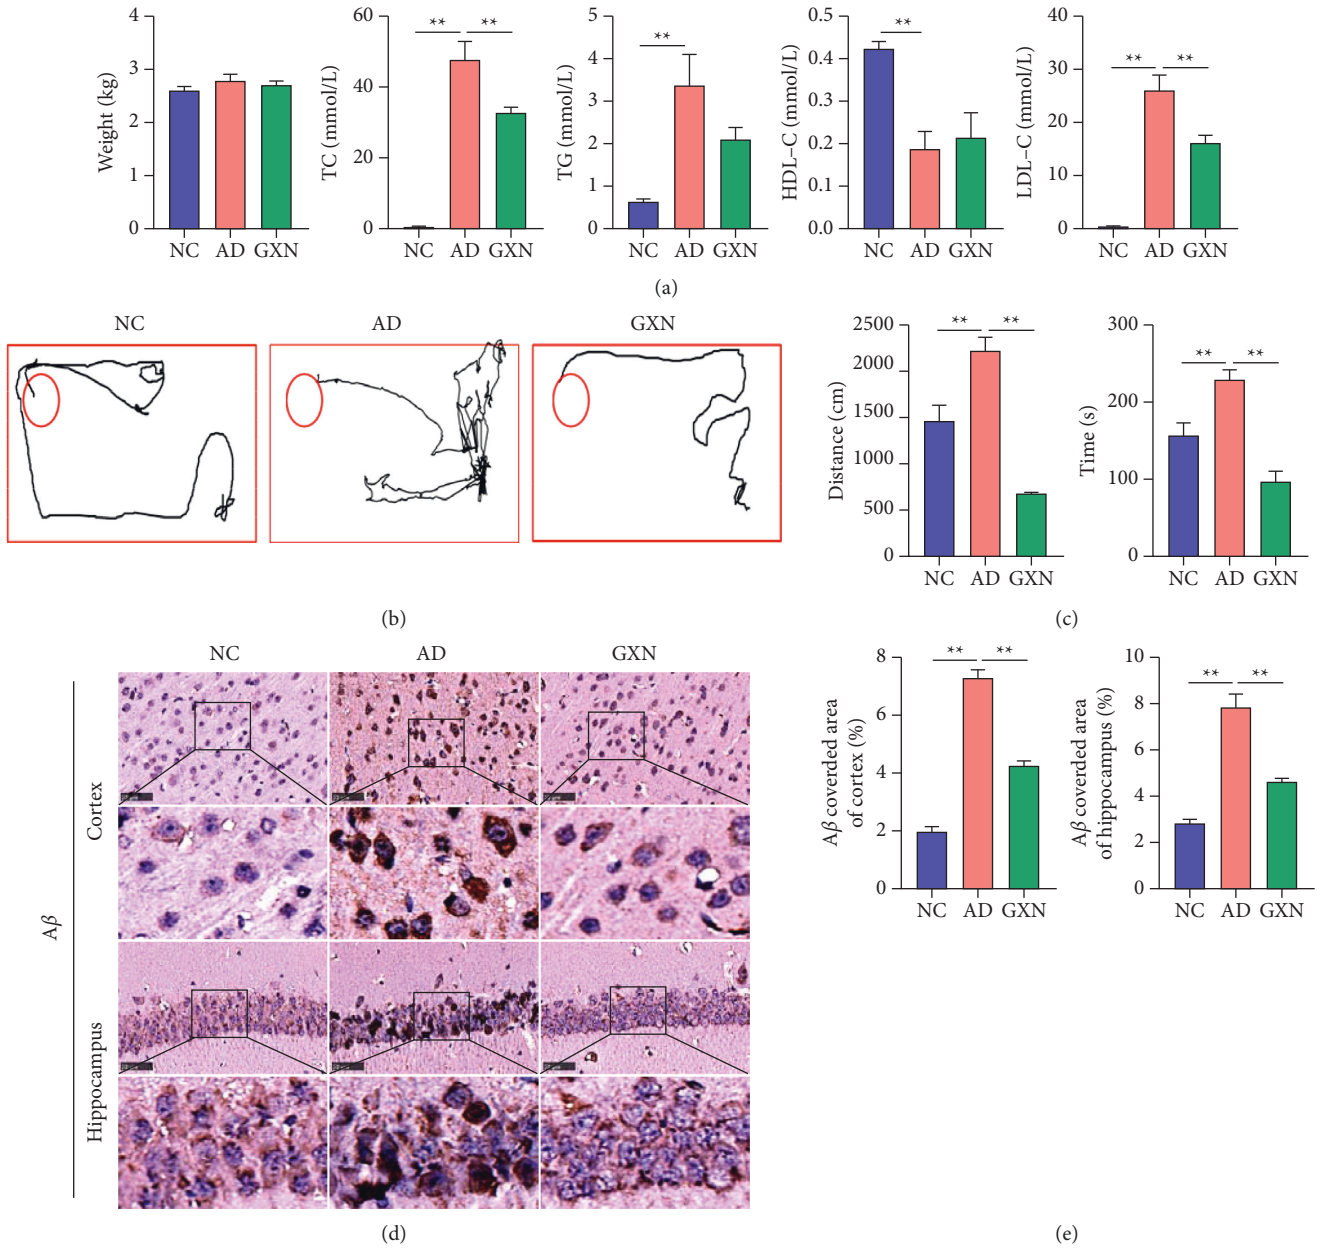 Weight (kg)
4
3
2
1
0
NC AD GXN
TC (mmol/L)
60
40
20
0
** **
NC AD GXN
TG (mmol/L)
5
4
3
2
1
0
**
NC AD GXN
HDL–C (mmol/L)
0.5
0.4
0.3
0.2
0.1
0.0
**
NC AD GXN
LDL–C (mmol/L)
40
30
20
10
0
** **
NC AD GXN
(a)
NC AD GXN
(b)
Distance (cm)
2500
2000
1500
1000
500
0
** **
NC AD GXN
Time (s)
300
200
100
0
** **
NC AD GXN
(c)
NC AD GXN
Aβ
Cortex
Hippocampus
(d)
Aβ coverded area
of cortex (%)
8
6
4
2
0
** **
NC AD GXN
Aβ coverded area
of hippocampus (%)
10
8
6
4
2
0
** **
NC AD GXN
(e)